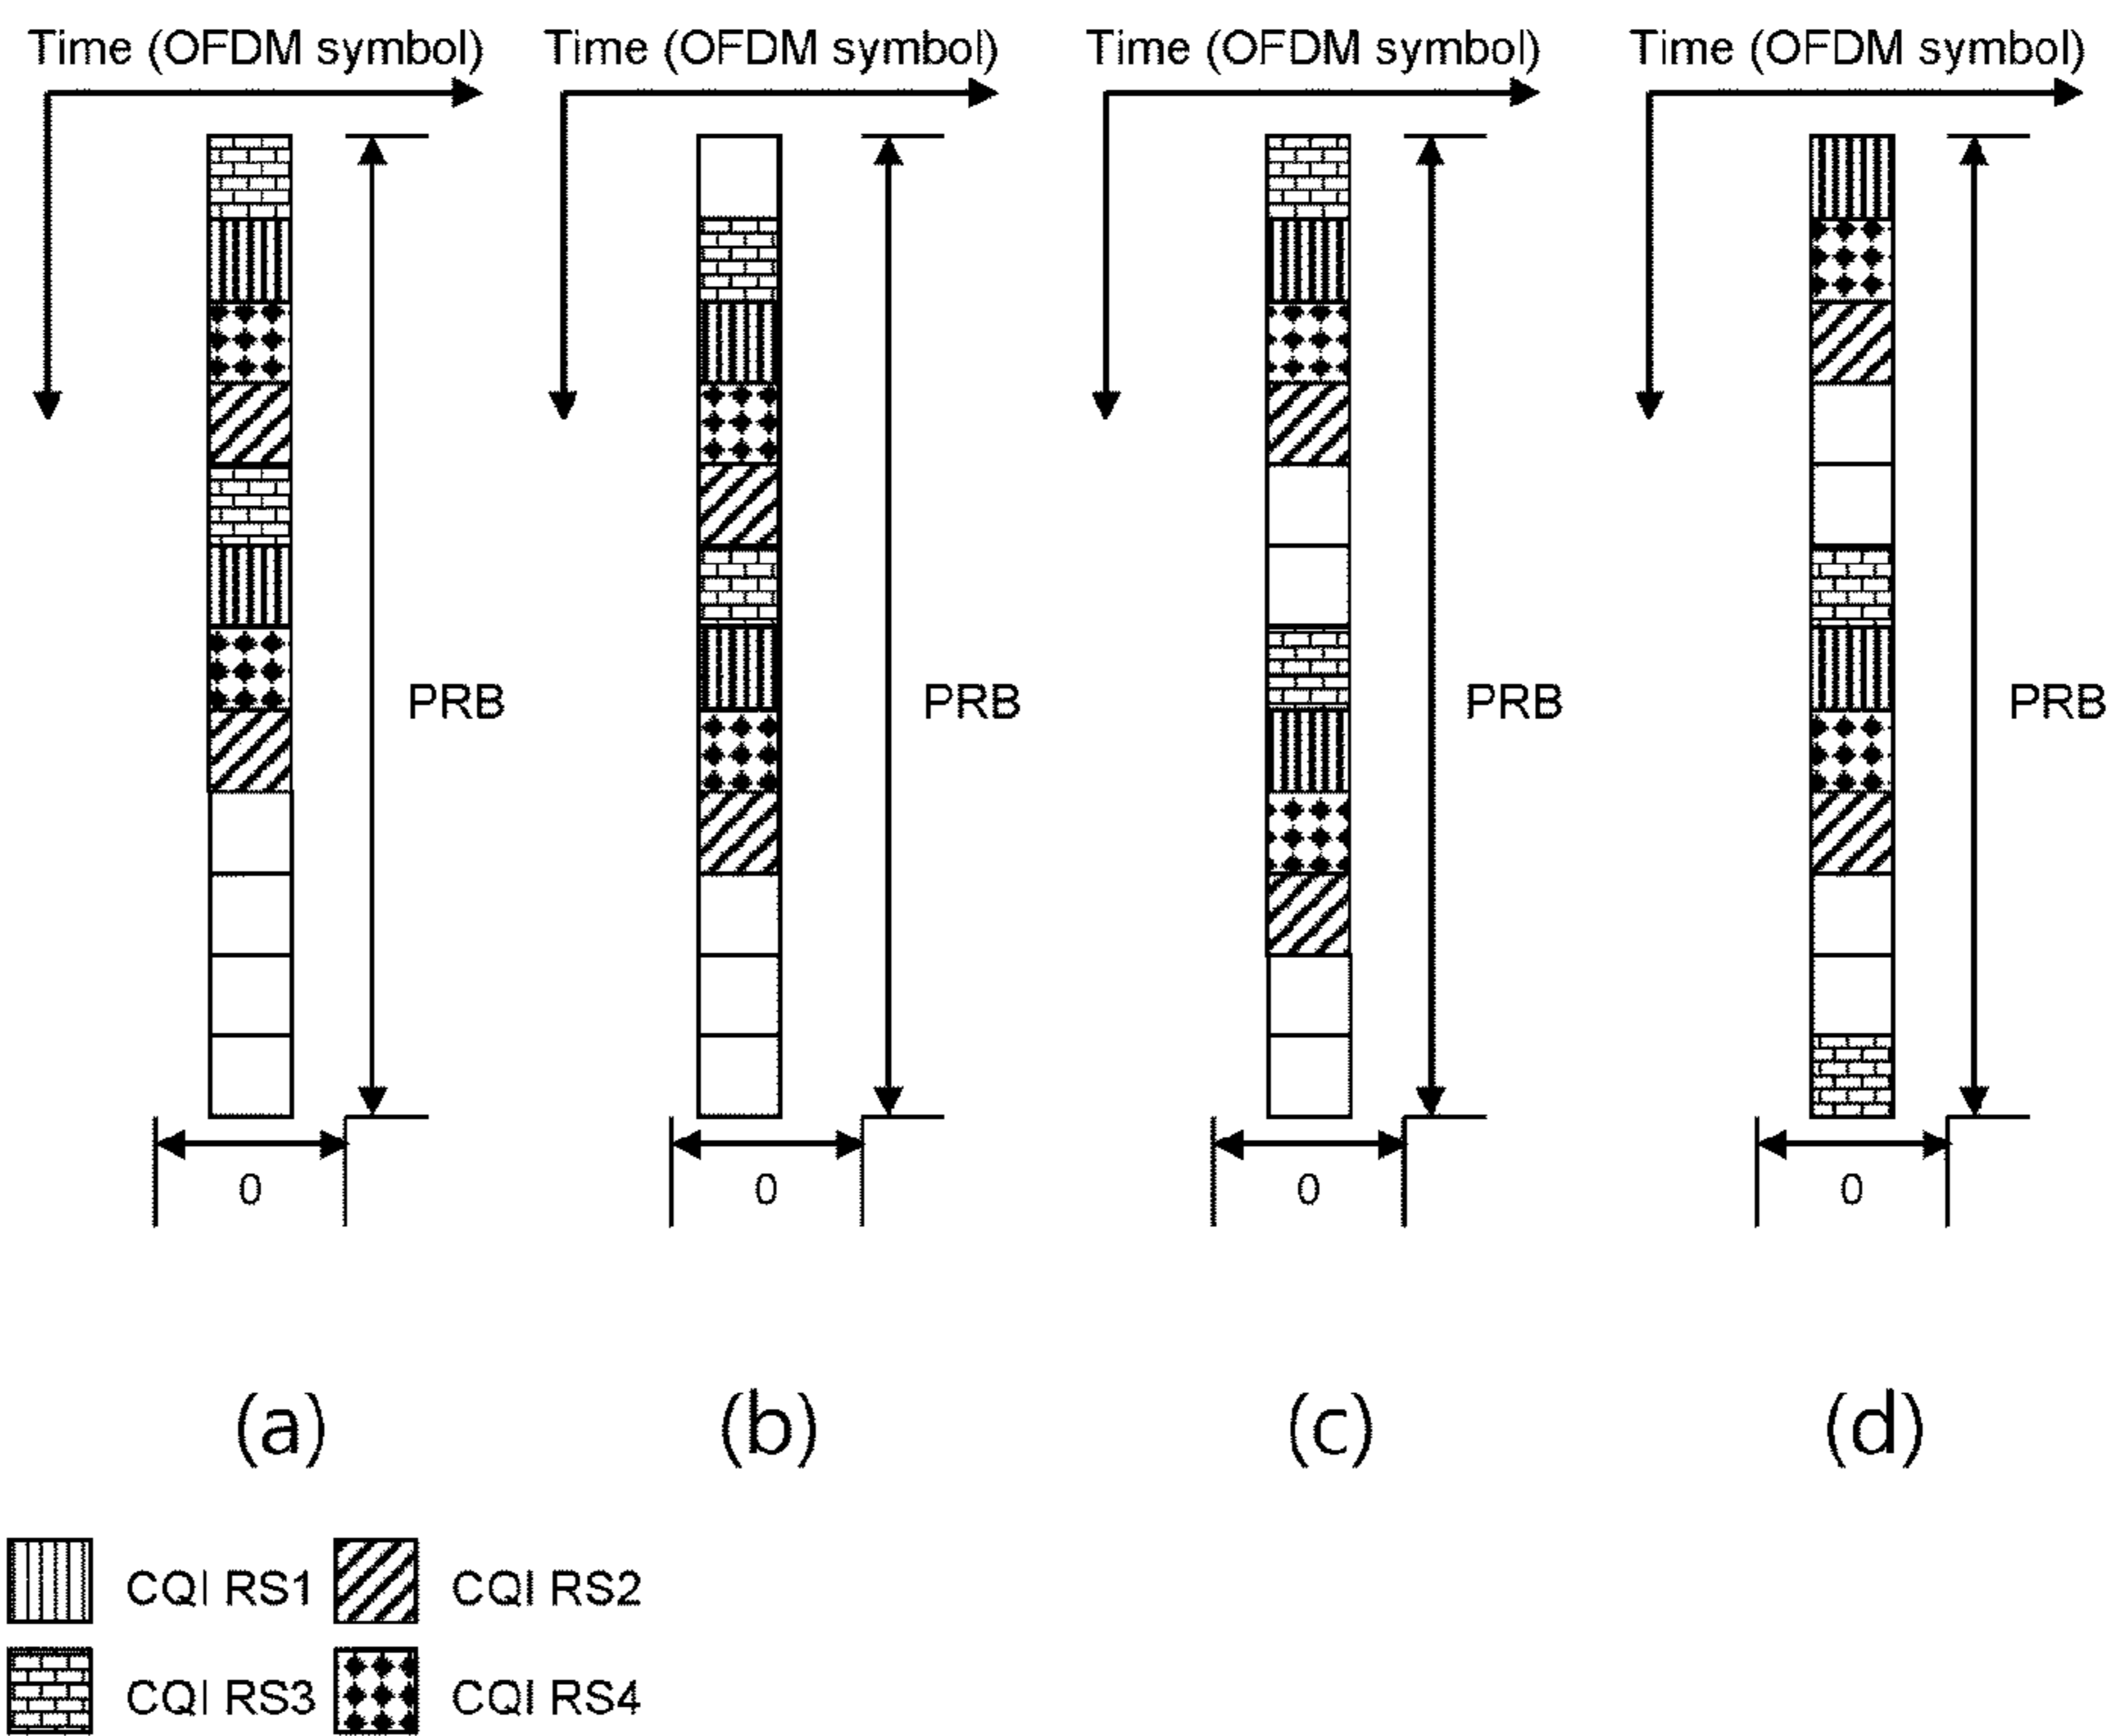 Time (OFDM symbol) Time (OFDM symbol) Time (OFDM symbol) Time (OFDM symbol)
PRB PRB PRB PRB
0 0 0 0
(a) (b) (c) (d)
CQI RS1 CQI RS2
CQI RS3 CQI RS4